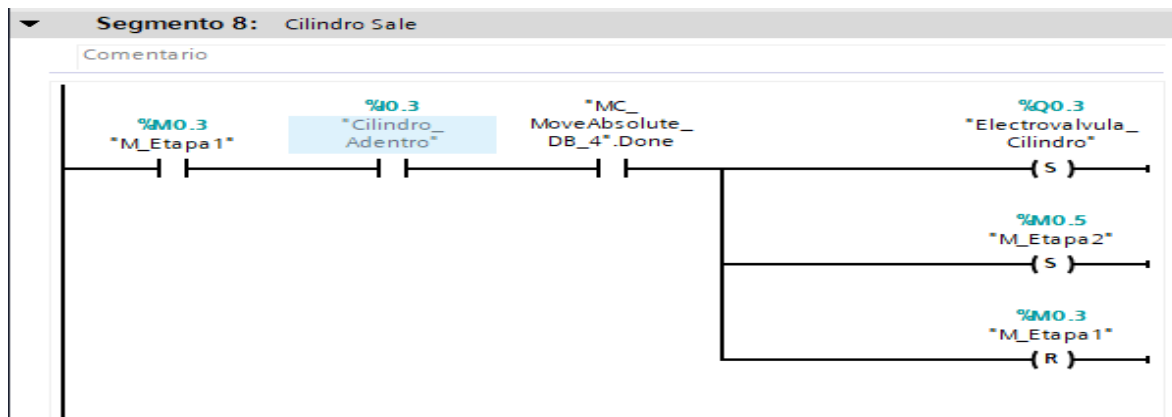 Segmento 8: Cilindro Sale
Comentario
%M0.3
"M_Etapa1"
%I0.3
"Cilindro_
Adentro"
"MC_
MoveAbsolute_
DB_4".Done
%Q0.3
"Electrovalvula_
Cilindro"
S
%M0.5
"M_Etapa2"
S
%M0.3
"M_Etapa1"
R